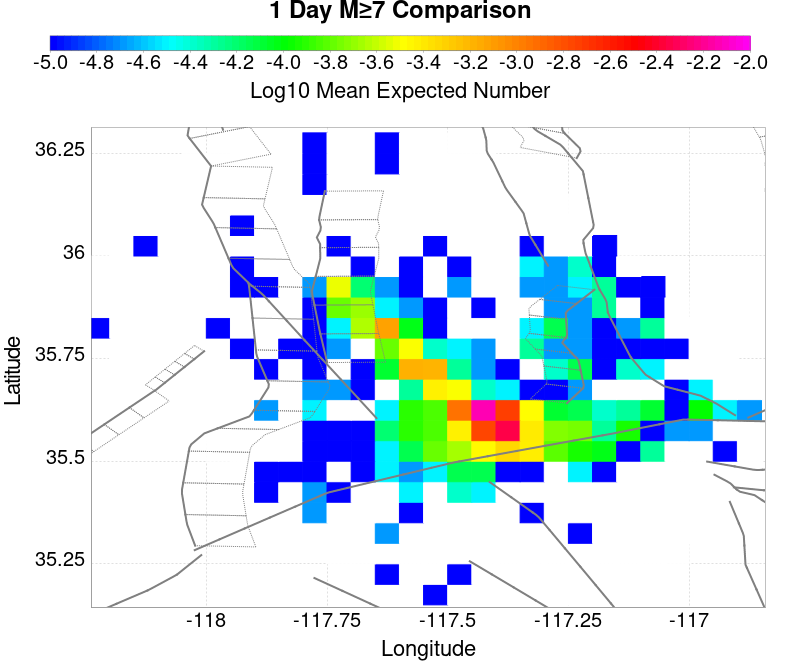 1 Day M≥7 Comparison
-5.0 -4.8 -4.6 -4.4 -4.2 -4.0 -3.8 -3.6 -3.4 -3.2 -3.0 -2.8 -2.6 -2.4 -2.2 -2.0
Log10 Mean Expected Number
36.25
36
35.75
35.5
35.25
Latitude
-118 -117.75 -117.5 -117.25 -117
Longitude